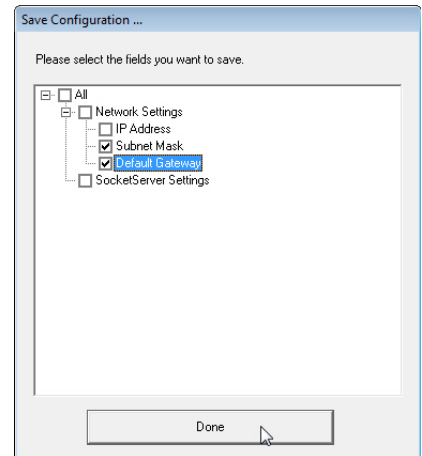 Save Configuration ...
Please select the fields you want to save.
All
Network Settings
IP Address
Subnet Mask
Default Gateway
SocketServer Settings
Done